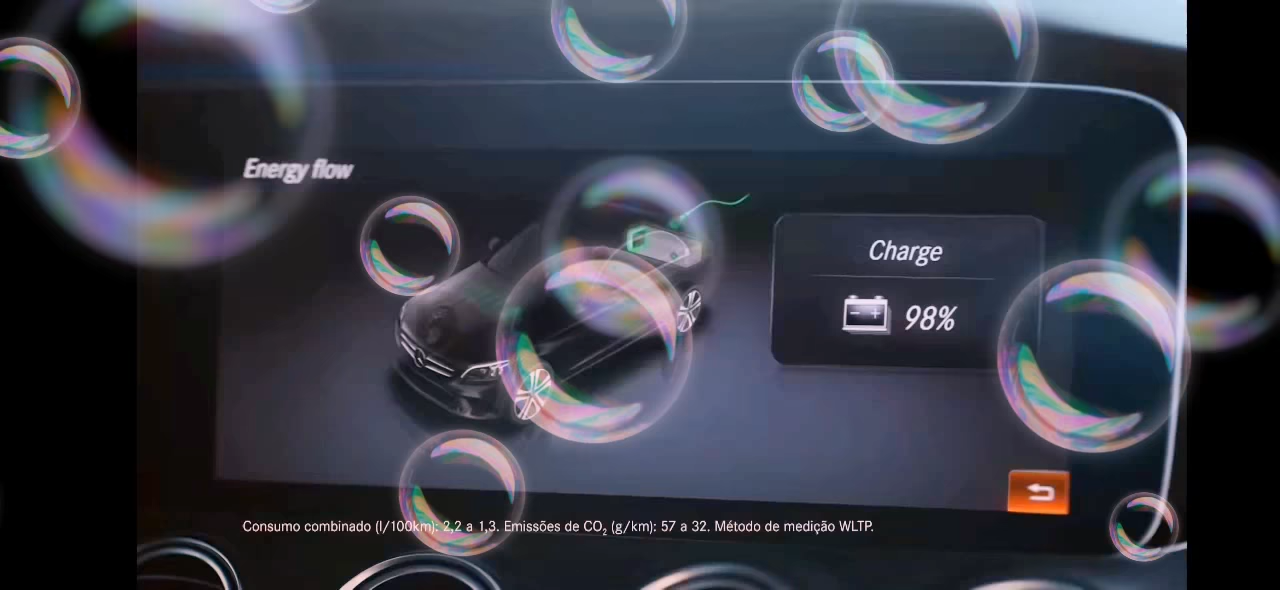 Energy flow
Charge
98%
Consumo combinado (l/100km): 2,2 a 1,3. Emissões de CO₂ (g/km): 57 a 32. Método de medição WLTP.